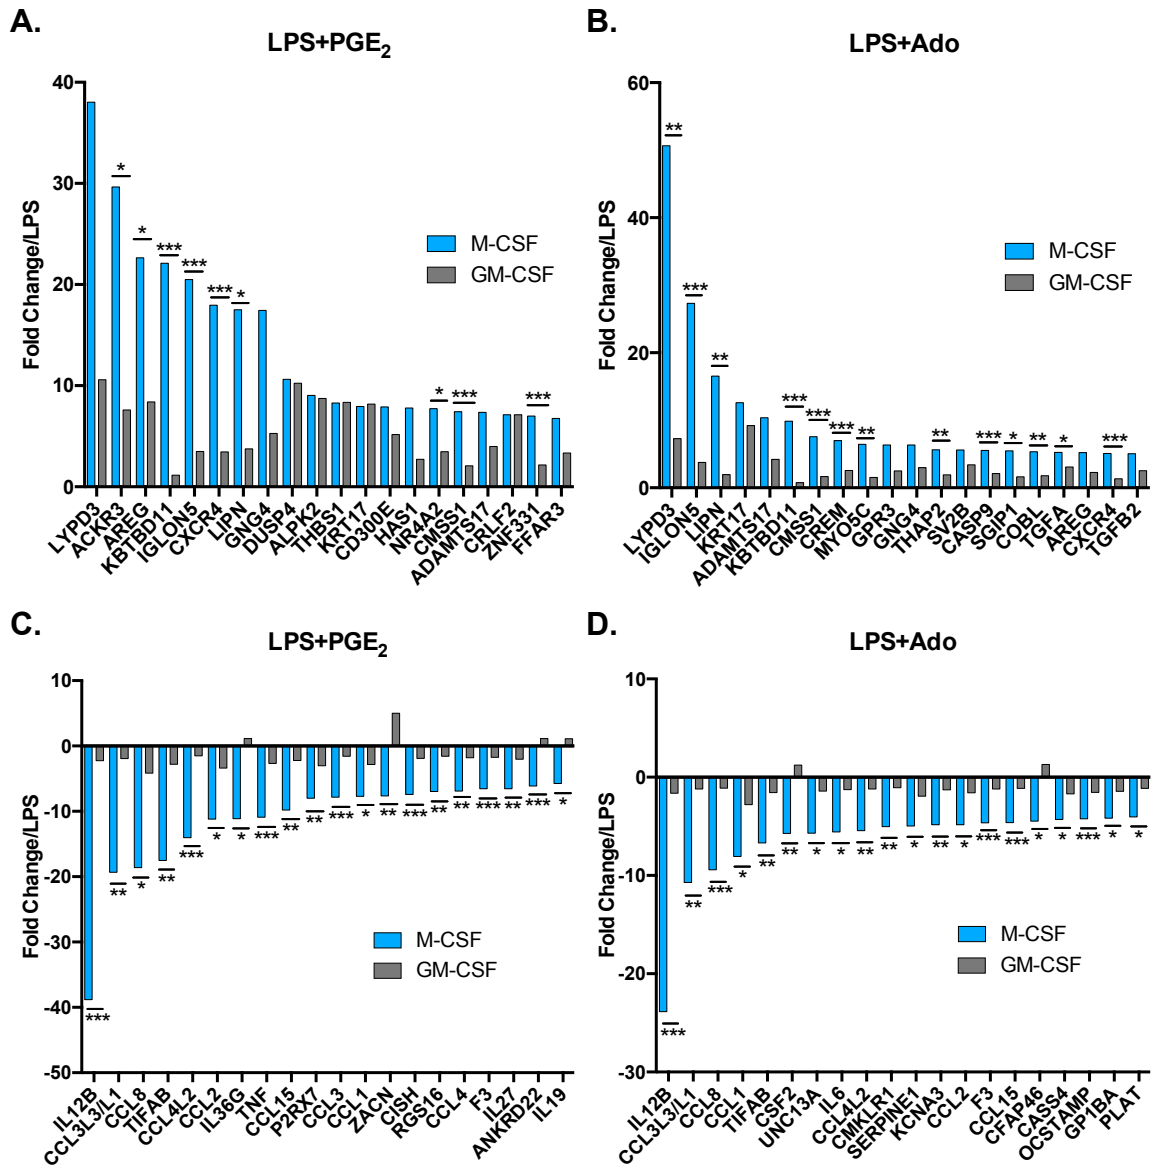 A.
LPS+PGE2
Fold Change/LPS
40
30
20
10
0
* * *** *** *** * * *** ***
M-CSF
GM-CSF
LYPD3
ACKR3
AREG
KBTBD11
IGLON5
CXCR4
LIPN
GNG4
DUSP4
ALPK2
THBS1
KRT17
CD300E
HAS1
NR4A2
CMSS1
ADAMTS17
CRLF2
ZNF331
FFAR3
B.
LPS+Ado
Fold Change/LPS
60
40
20
0
** *** ** *** *** *** ** ** *** * ** * ***
M-CSF
GM-CSF
LYPD3
IGLON5
LIPN
KRT17
ADAMTS17
KBTBD11
CMSS1
CREM
MYO5C
GPR3
GNG4
THAP2
SV2B
CASP9
SGIP1
COBL
TGFA
AREG
CXCR4
TGFB2
C.
LPS+PGE2
Fold Change/LPS
10
0
-10
-20
-30
-40
-50
*** ** * ** *** * * *** ** ** *** * ** *** ** ** *** ** *** *
M-CSF
GM-CSF
IL12B
CCL3L3/L1
CCL8
TIFAB
CCL4L2
CCL2
IL36G
TNF
CCL15
P2RX7
CCL3
CCL1
ZACN
CISH
RGS16
CCL4
F3
IL27
ANKRD22
IL19
D.
LPS+Ado
Fold Change/LPS
10
0
-10
-20
-30
*** ** *** * ** ** * * ** ** * ** * *** *** * * *** * *
M-CSF
GM-CSF
IL12B
CCL3L3/L1
CCL8
CCL1
TIFAB
CSF2
UNC13A
IL6
CCL4L2
CMKLR1
SERPINE1
KCNA3
CCL2
F3
CCL15
CFAP46
CASS4
OCSTAMP
GP1BA
PLAT